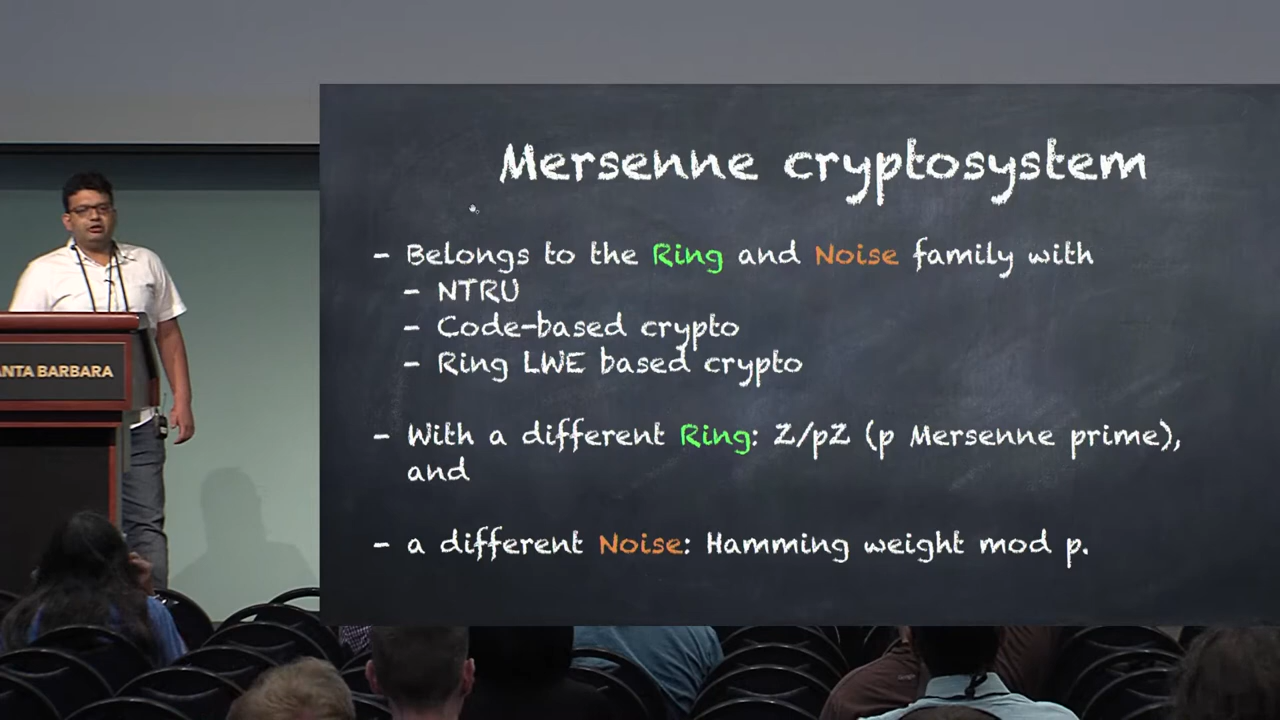 Mersenne cryptosystem
- Belongs to the Ring and Noise family with
- NTRU
- Code-based crypto
- Ring LWE based crypto
- With a different Ring: Z/pZ (p Mersenne prime),
and
- a different Noise: Hamming weight mod p.
NTA BARBARA